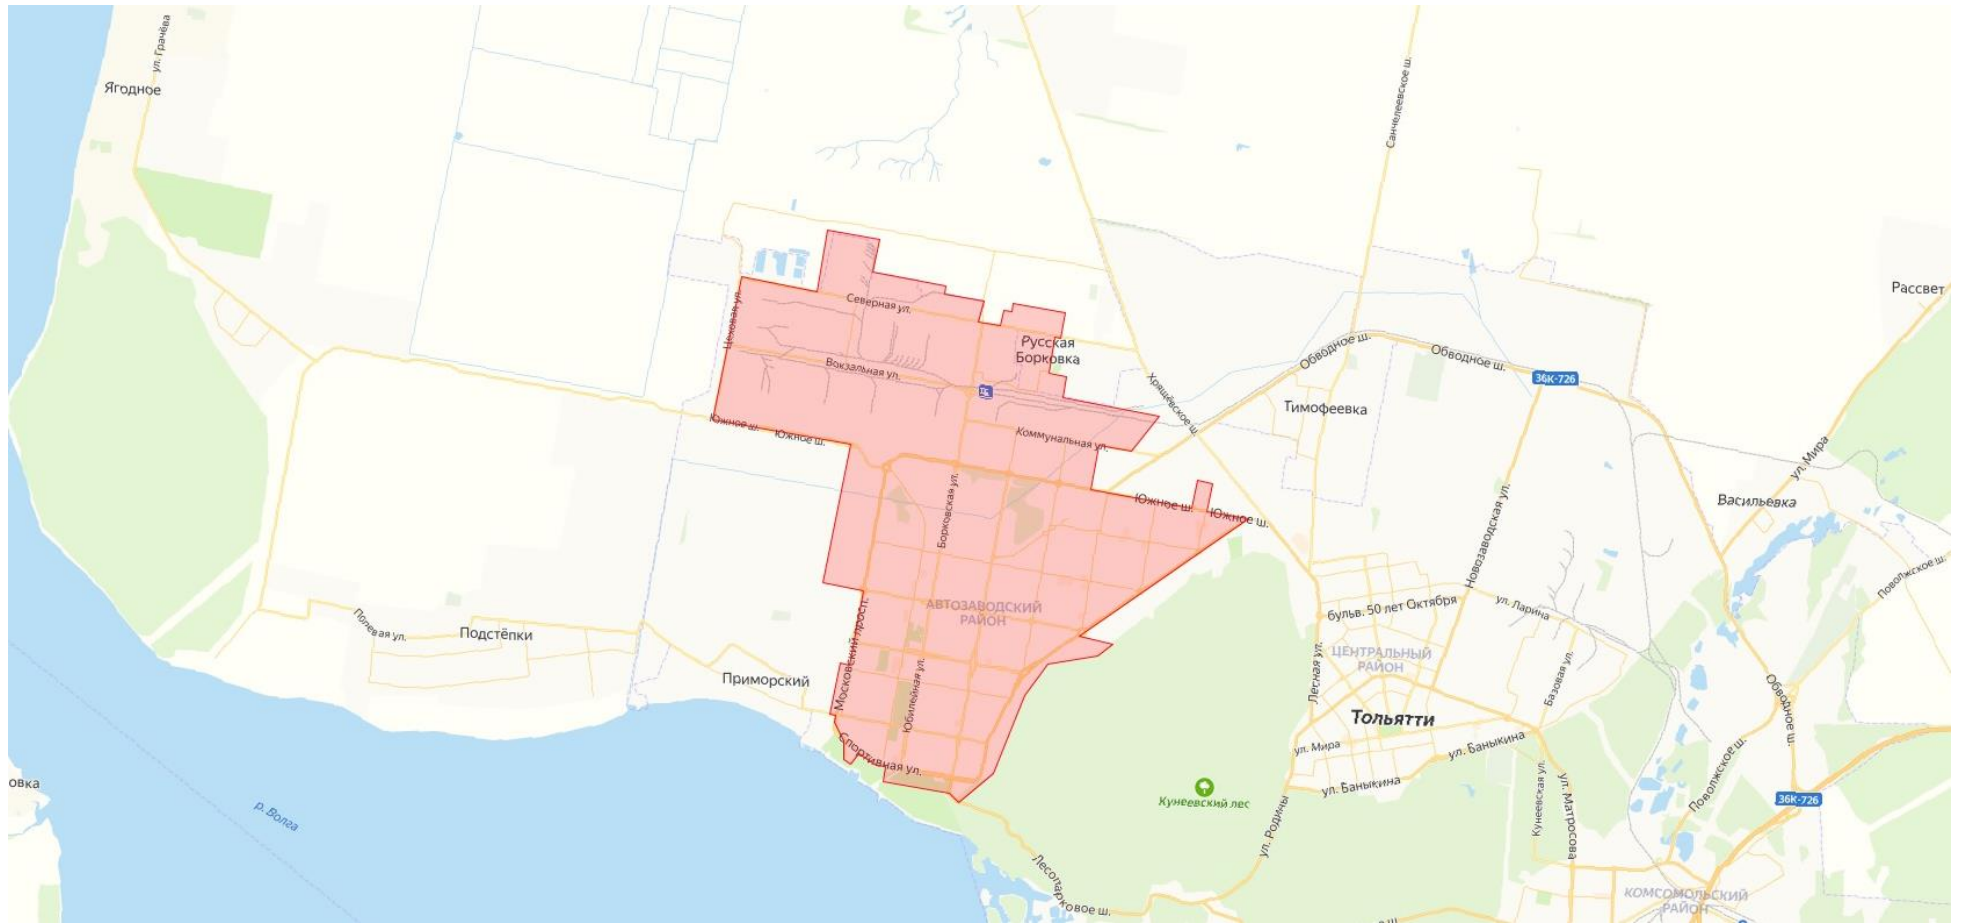 ул. Грачёва
Ягодное
Санчелеевское ш.
Рассвет
Цеховая ул.
Северная ул.
Русская
Борковка
Вокзальная ул.
Обводное ш.
Обводное ш.
36К-726
Хрящёвское ш.
Тимофеевка
Южное ш.
Южное ш.
Коммунальная ул.
ул. Мира
Васильевка
Борковская ул.
Южное ш.
Южное ш.
Новозаводская ул.
Поволжское ш.
Полевая ул.
Подстёпки
АВТОЗАВОДСКИЙ
РАЙОН
бульв. 50 лет Октября
ул. Ларина
Московский просп.
Лесная ул.
ЦЕНТРАЛЬНЫЙ
РАЙОН
Базовая ул.
Приморский
Юбилейная ул.
Обводное ш.
Тольятти
Спортивная ул.
ул. Мира
ул. Баныкина
ул. Баныкина
Поволжское ш.
овка
р. Волга
Кунеевский лес
Кунеевская ул.
ул. Матросова
36К-726
ул. Родины
Лесопарковое ш.
КОМСОМОЛЬСКИЙ
РАЙОН